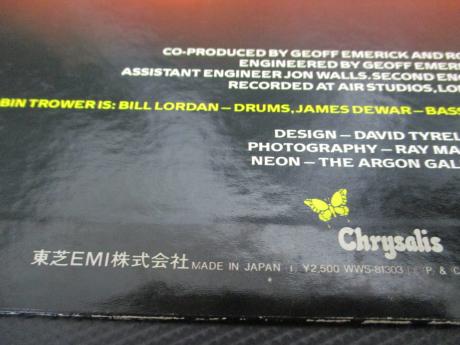 CO-PRODUCED BY GEOFF EMERICK AND RO
ENGINEERED BY GEOFF EMERI
ASSISTANT ENGINEER JON WALLS. SECOND ENG
RECORDED AT AIR STUDIOS, LO
BIN TROWER IS: BILL LORDAN – DRUMS, JAMES DEWAR – BASS
DESIGN – DAVID TYREL
PHOTOGRAPHY – RAY MA
NEON – THE ARGON GAL
Chrysalis
東芝EMI株式会社 MADE IN JAPAN ¥2,500 WWS-81303 P. & C